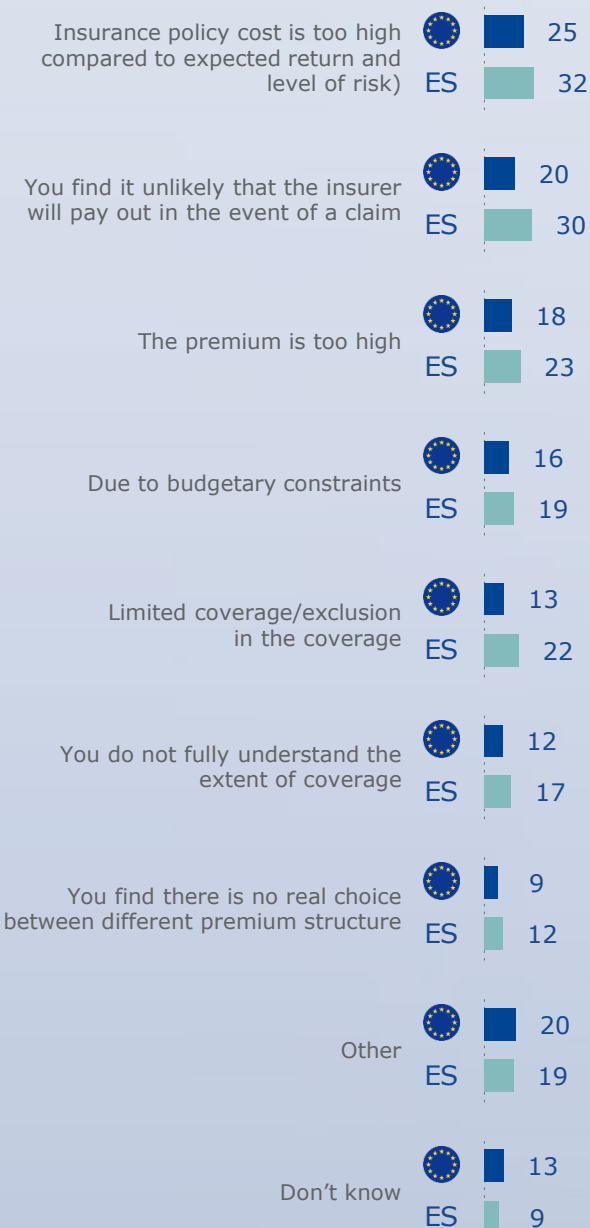 Insurance policy cost is too high
compared to expected return and
level of risk)
25
ES 32
You find it unlikely that the insurer
will pay out in the event of a claim
20
ES 30
The premium is too high
18
ES 23
Due to budgetary constraints
16
ES 19
Limited coverage/exclusion
in the coverage
13
ES 22
You do not fully understand the
extent of coverage
12
ES 17
You find there is no real choice
between different premium structure
9
ES 12
Other
20
ES 19
Don’t know
13
ES 9